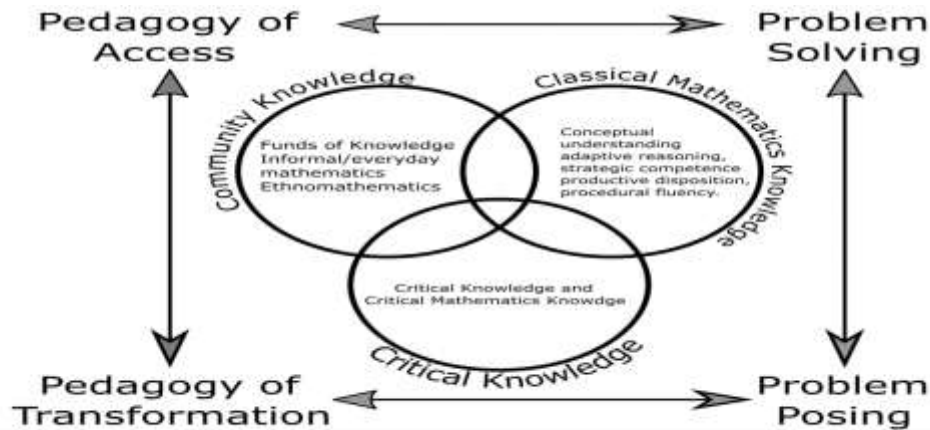 Pedagogy of
Access
Problem
Solving
Community Knowledge
Classical Mathematics Knowledge
Funds of Knowledge
Informal/everyday
mathematics
Ethnomathematics
Conceptual
understanding
adaptive reasoning,
strategic competence
productive disposition,
procedural fluency.
Critical Knowledge and
Critical Mathematics Knowdge
Critical Knowledge
Pedagogy of
Transformation
Problem
Posing